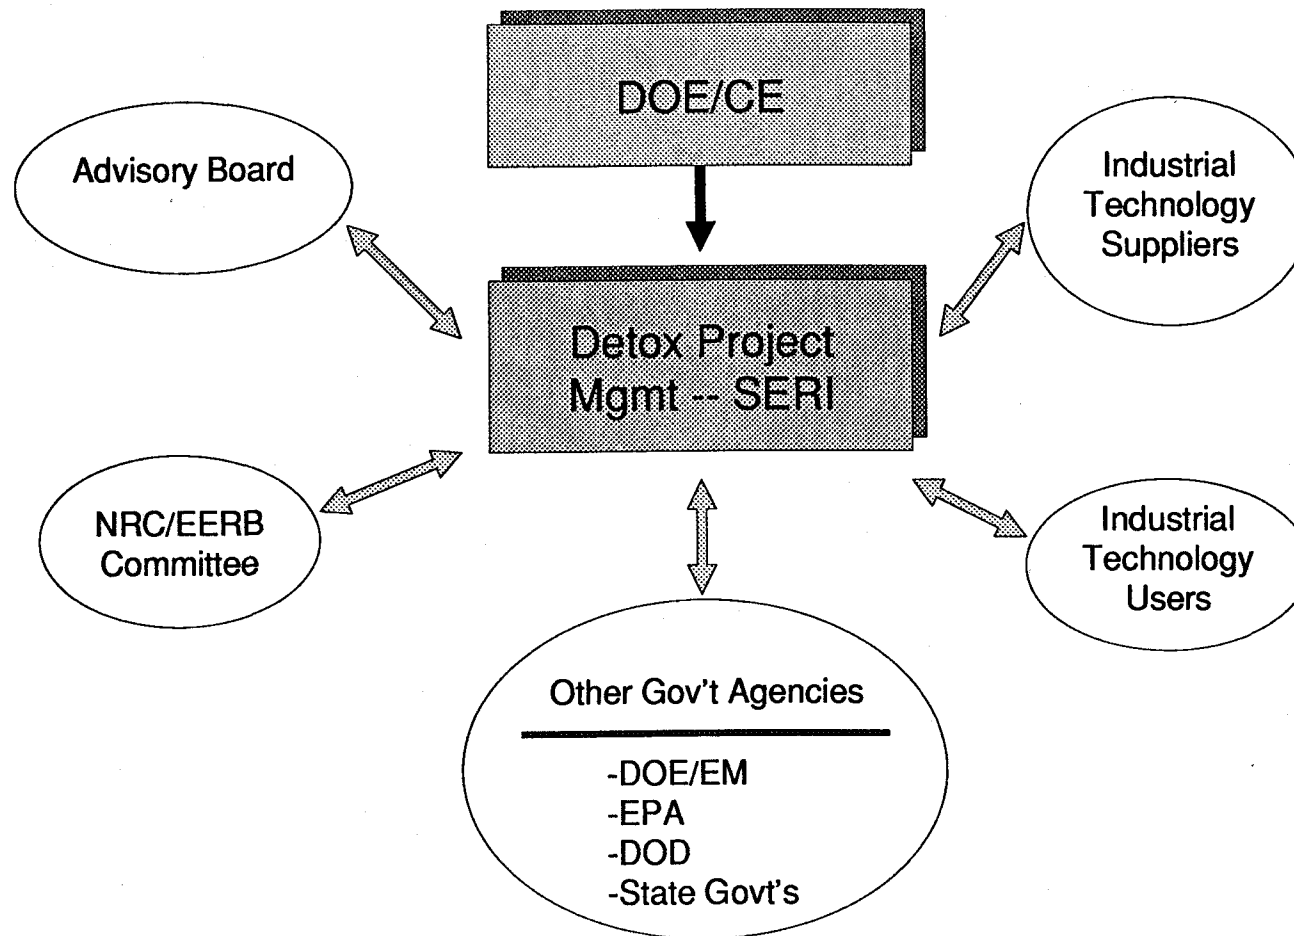 DOE/CE
Advisory Board
Industrial
Technology
Suppliers
Detox Project
Mgmt -- SERI
NRC/EERB
Committee
Industrial
Technology
Users
Other Gov't Agencies
-DOE/EM
-EPA
-DOD
-State Govt's